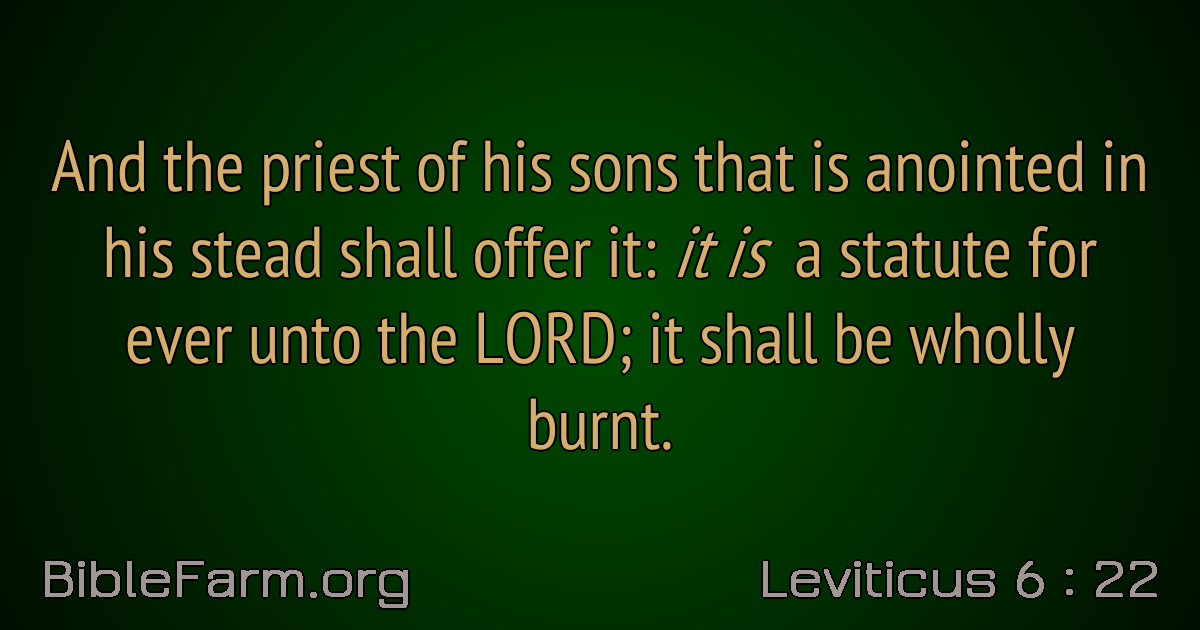 And the priest of his sons that is anointed in
his stead shall offer it: it is a statute for
ever unto the LORD; it shall be wholly
burnt.
BibleFarm.org
Leviticus 6 : 22